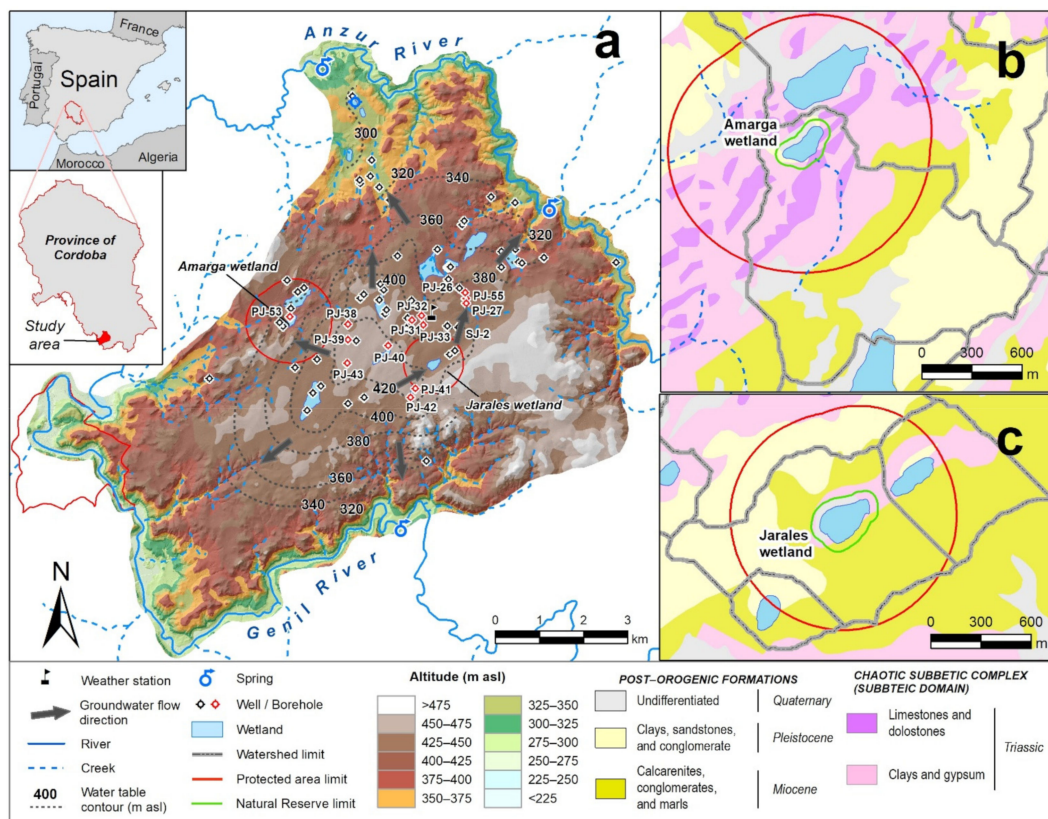 France
Portugal
Spain
Morocco
Algeria
Province of
Cordoba
Study
area
a
Anzur River
300
320
340
360
320
400
380
Amarga wetland
PJ-26
PJ-55
PJ-27
PJ-53
PJ-38
PJ-32
PJ-31
PJ-33
SJ-2
PJ-39
PJ-40
PJ-43
PJ-41
PJ-42
420
400
Jarales wetland
380
360
340
320
Genil River
N
0 1 2 3
km
b
Amarga
wetland
0 200 400 600
m
c
Jarales
wetland
0 200 400 600
m
Weather station
Groundwater flow
direction
River
Creek
400
Water table
contour (m asl)
Spring
Well / Borehole
Wetland
Watershed limit
Protected area limit
Natural Reserve limit
Altitude (m asl)
>475
450–475
425–450
400–425
375–400
350–375
325–350
300–325
275–300
250–275
225–250
<225
POST–OROGENIC FORMATIONS
Undifferentiated
Quaternary
Clays, sandstones,
and conglomerate
Pleistocene
Calcarenites,
conglomerates,
and marls
Miocene
CHAOTIC SUBBETIC COMPLEX
(SUBTEIC DOMAIN)
Limestones and
dolostones
Clays and gypsum
Triassic